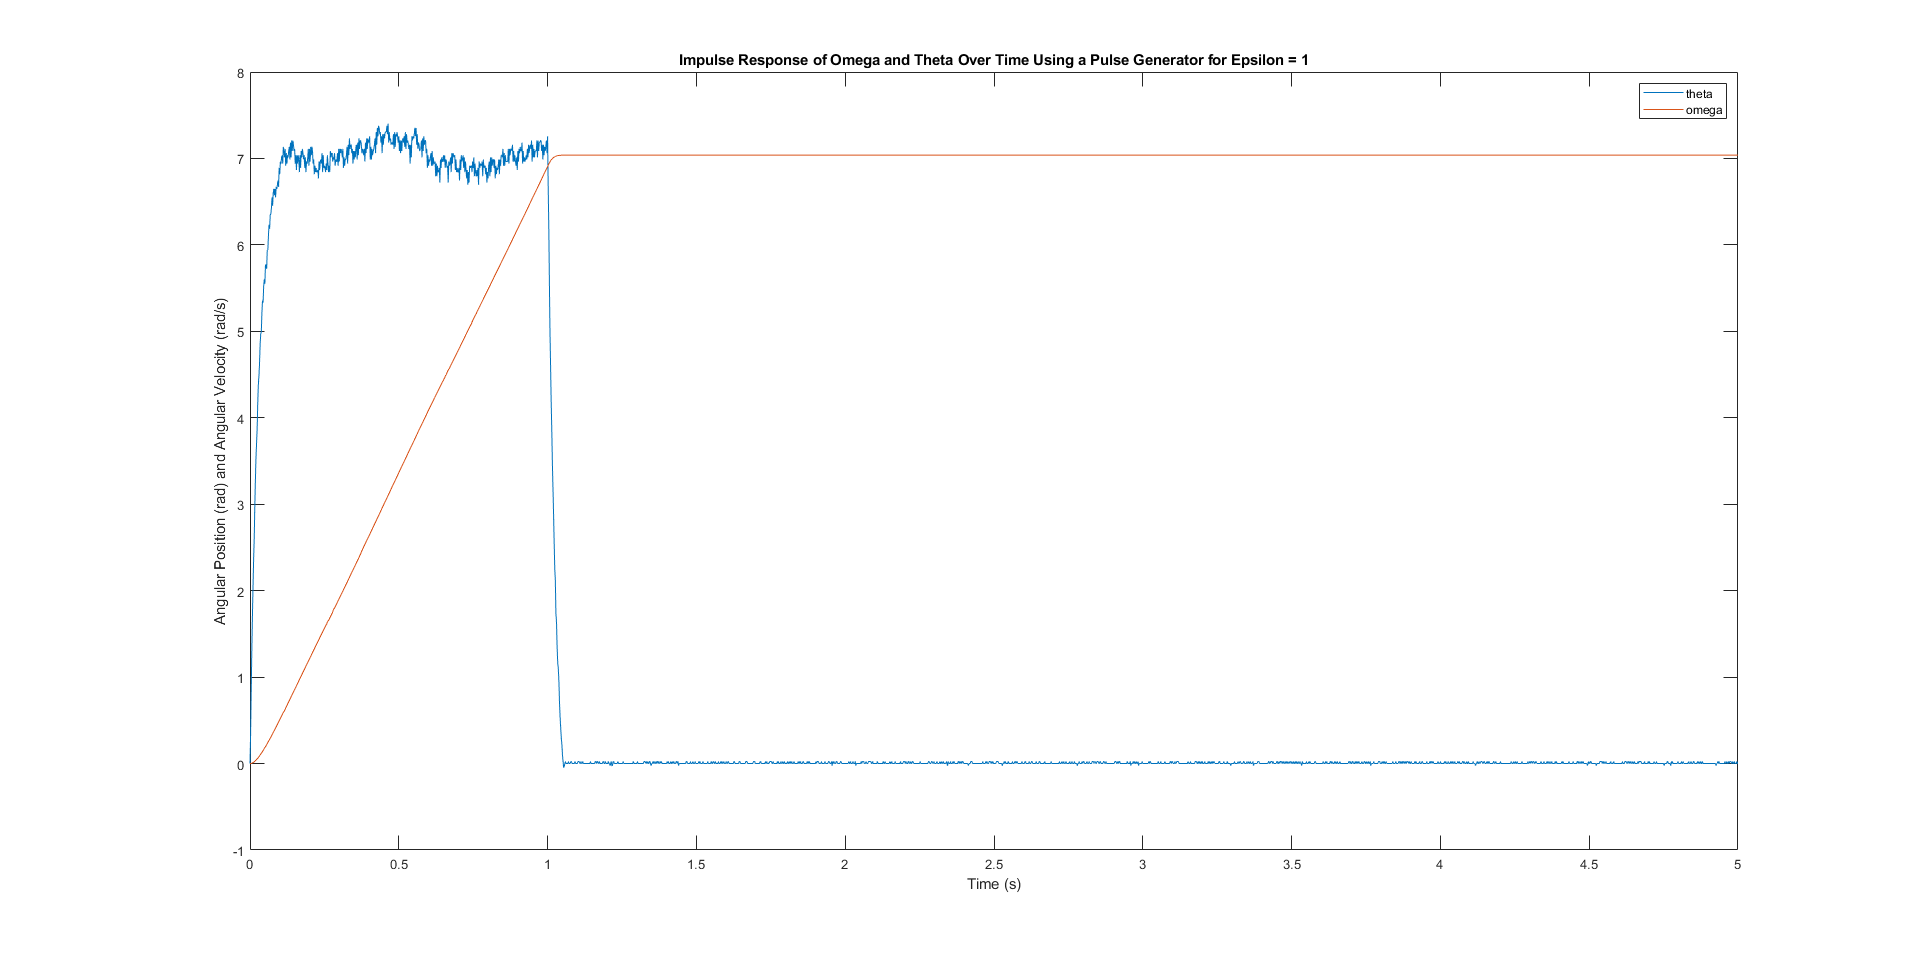 Impulse Response of Omega and Theta Over Time Using a Pulse Generator for Epsilon = 1
theta
omega
Angular Position (rad) and Angular Velocity (rad/s)
8
7
6
5
4
3
2
1
0
-1
0 0.5 1 1.5 2 2.5 3 3.5 4 4.5 5
Time (s)